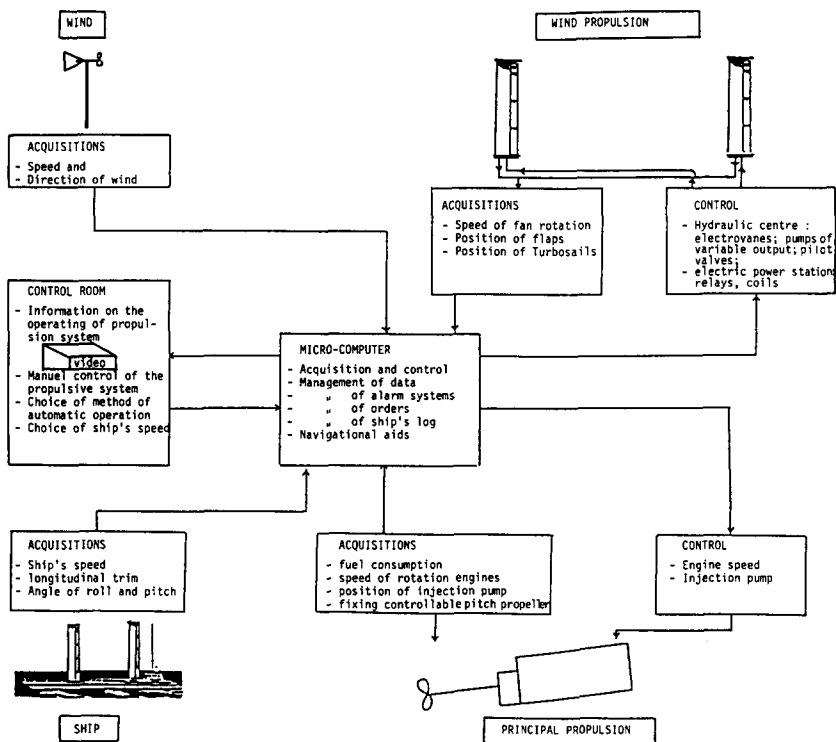 WIND
WIND PROPULSION
ACQUISITIONS
- Speed and
- Direction of wind
ACQUISITIONS
- Speed of fan rotation
- Position of flaps
- Position of Turbosails
CONTROL
- Hydraulic centre :
electrovanes; pumps of
variable output; pilot
valves;
- electric power station
relays, coils
CONTROL ROOM
- Information on the
operating of propul-
sion system
video
- Manuel control of the
propulsive system
- Choice of method of
automatic operation
- Choice of ship's speed
MICRO-COMPUTER
- Acquisition and control
- Management of data
- " of alarm systems
- " of orders
- " of ship's log
- Navigational aids
ACQUISITIONS
- Ship's speed
- longitudinal trim
- Angle of roll and pitch
ACQUISITIONS
- fuel consumption
- speed of rotation engines
- position of injection pump
- fixing controllable pitch propeller
CONTROL
- Engine speed
- Injection pump
SHIP
PRINCIPAL PROPULSION